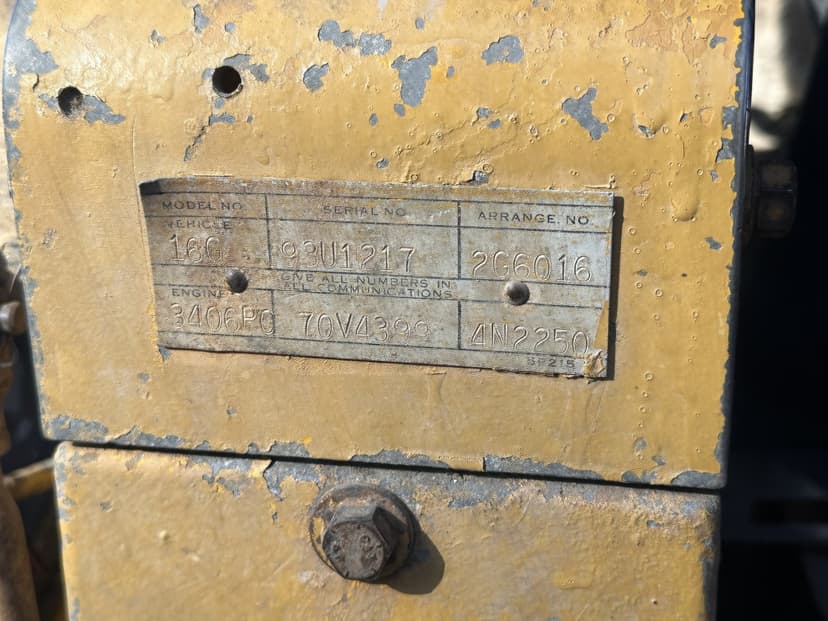 MODEL NO. SERIAL NO. ARRANGE. NO.
VEHICLE
16G 93U1217 2G6016
GIVE ALL NUMBERS IN
ALL COMMUNICATIONS
ENGINE
3406PC 70V4399 4N2250